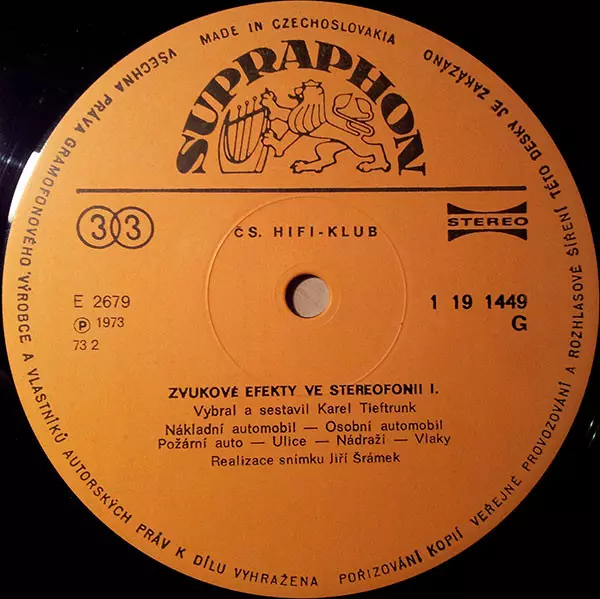 MADE IN CZECHOSLOVAKIA
SUPRAPHON
33
ČS. HIFI-KLUB
STEREO
E 2679
Ⓟ 1973
73 2
1 19 1449
G
ZVUKOVÉ EFEKTY VE STEREOFONII I.
Vybral a sestavil Karel Tieftrunk
Nákladní automobil — Osobní automobil
Požární auto — Ulice — Nádraží — Vlaky
Realizace snímku Jiří Šrámek
VŠECHNA PRÁVA GRAMOFONOVÉHO VÝROBCE A VLASTNÍKŮ AUTORSKÝCH PRÁV K DÍLU VYHRAŽENA
POŘIZOVÁNÍ KOPIÍ VEŘEJNÉ PROVOZOVÁNÍ A ROZHLASOVÉ ŠÍŘENÍ TÉTO DESKY JE ZAKÁZÁNO